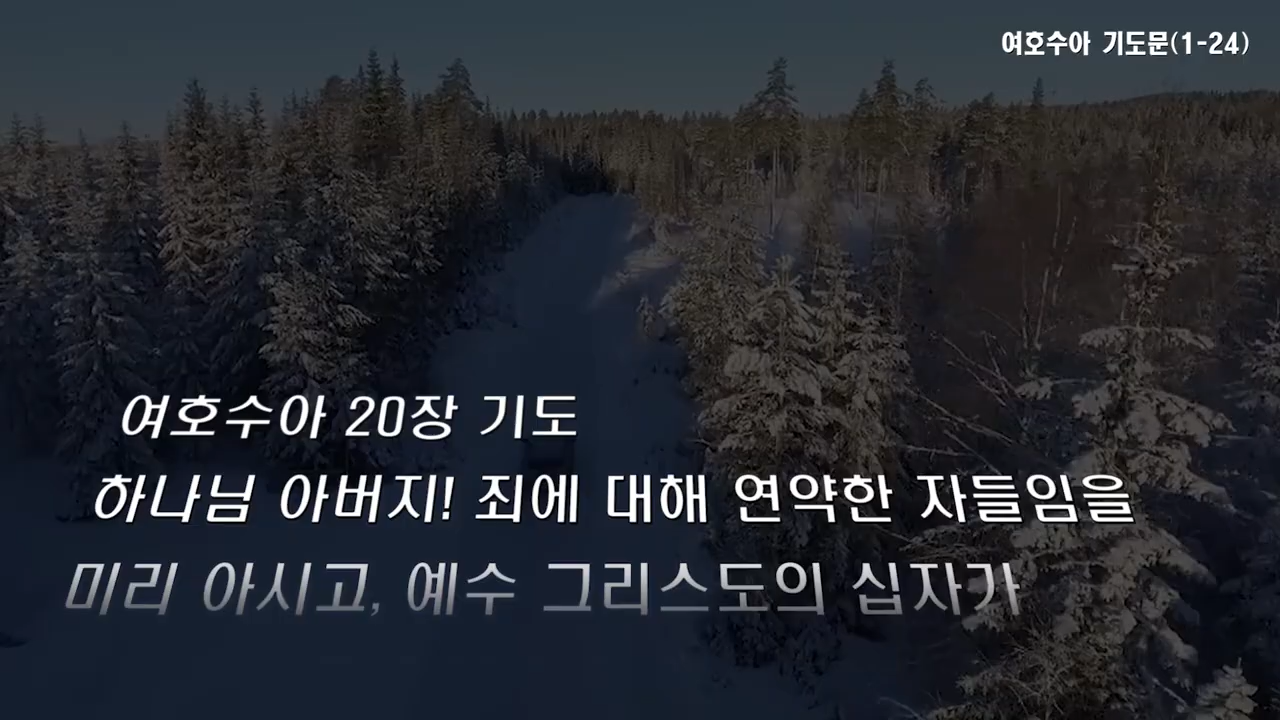 여호수아 기도문(1-24)
여호수아 20장 기도
하나님 아버지! 죄에 대해 연약한 자들임을
미리 아시고, 예수 그리스도의 십자가